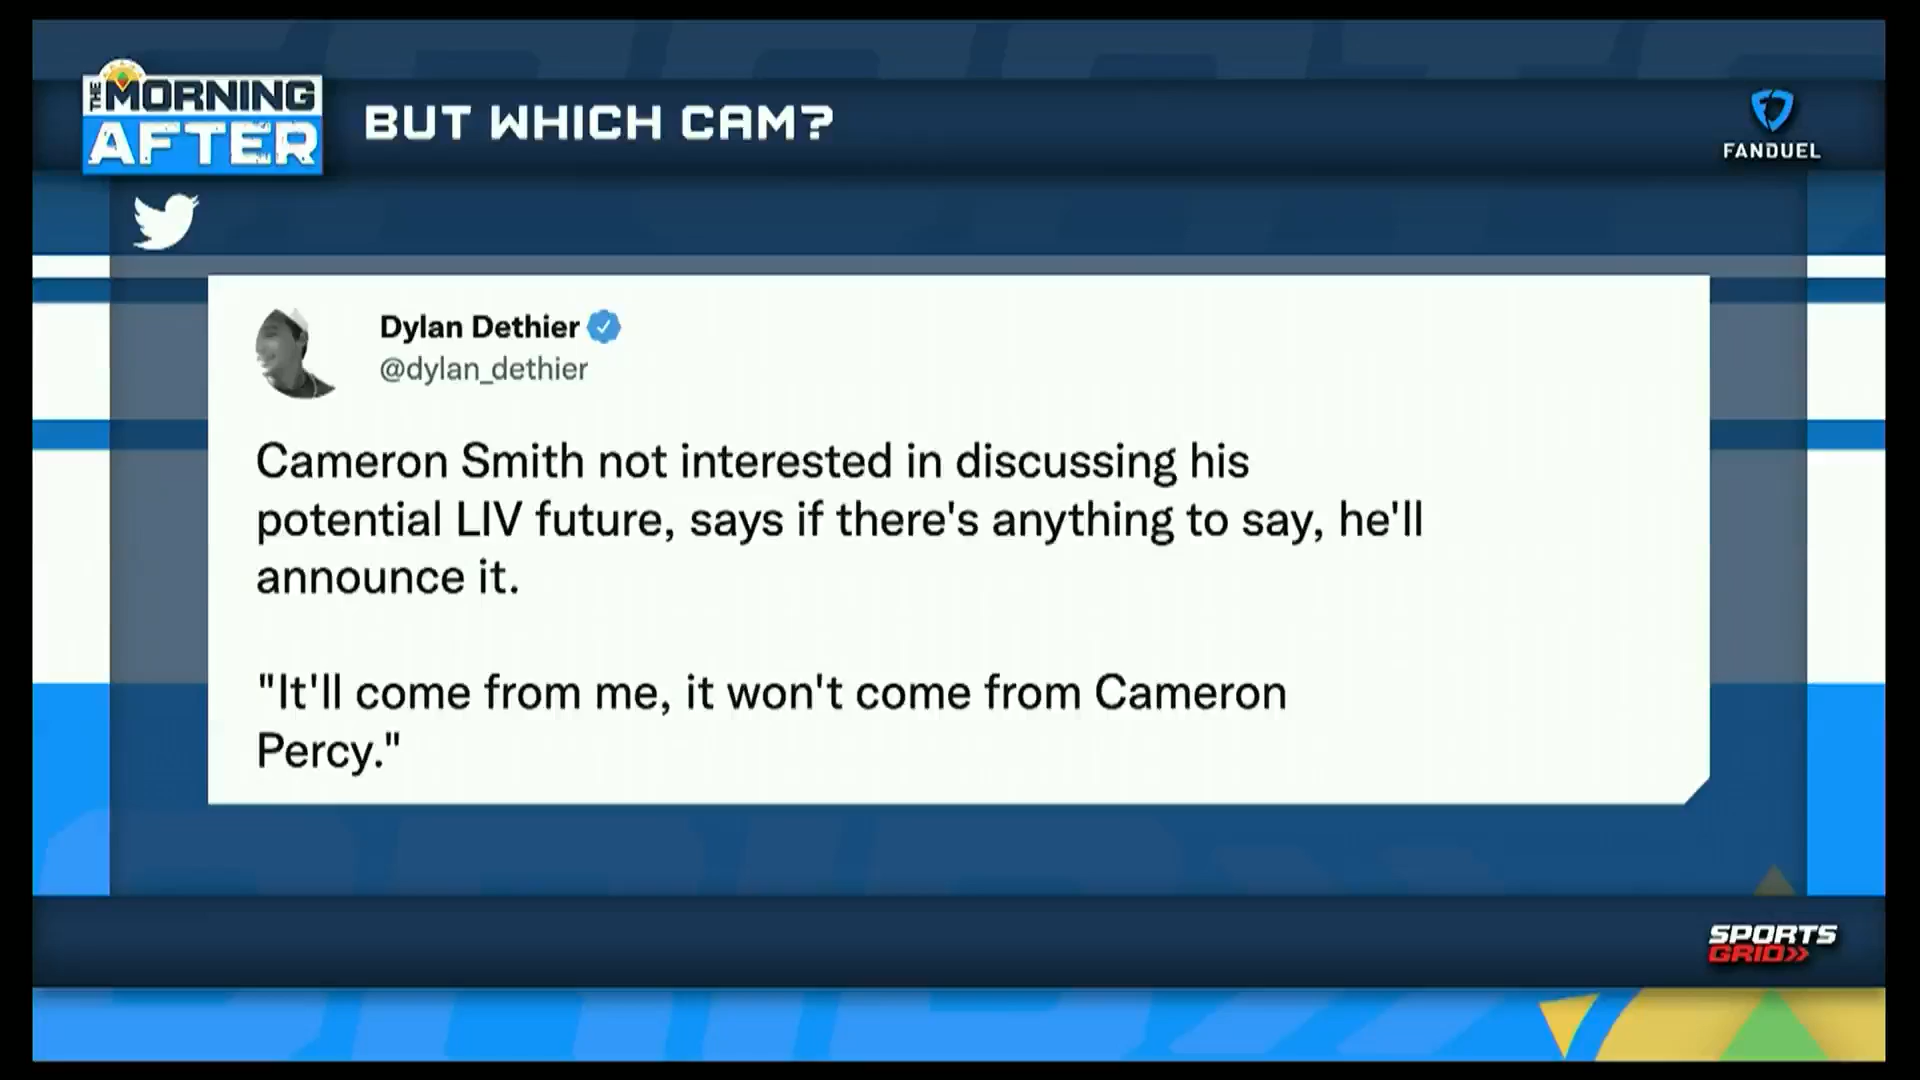 THE MORNING
AFTER
BUT WHICH CAM?
FANDUEL
Dylan Dethier
@dylan_dethier
Cameron Smith not interested in discussing his
potential LIV future, says if there's anything to say, he'll
announce it.
"It'll come from me, it won't come from Cameron
Percy."
SPORTS
GRID